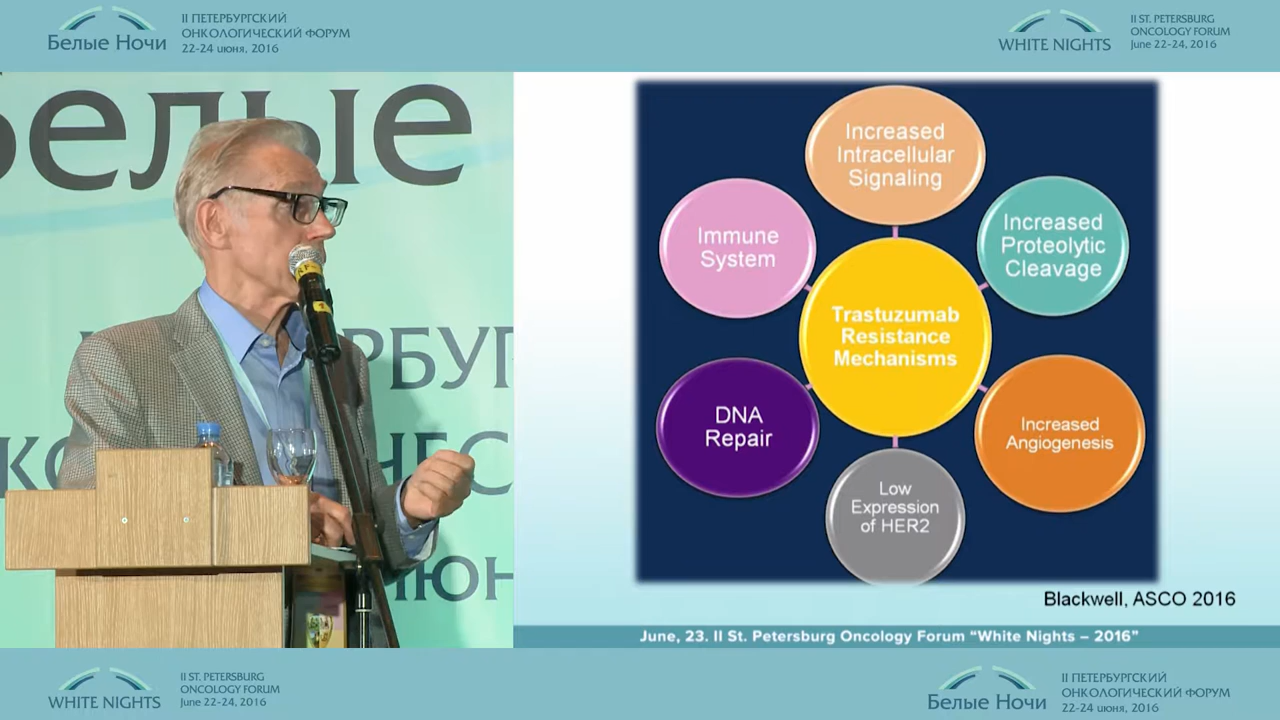 Белые Ночи
II ПЕТЕРБУРГСКИЙ
ОНКОЛОГИЧЕСКИЙ ФОРУМ
22-24 июня, 2016
WHITE NIGHTS
II ST. PETERSBURG
ONCOLOGY FORUM
June 22-24, 2016
Белые
Increased
Intracellular
Signaling
Immune
System
Increased
Proteolytic
Cleavage
Trastuzumab
Resistance
Mechanisms
DNA
Repair
Increased
Angiogenesis
Low
Expression
of HER2
Blackwell, ASCO 2016
June, 23. II St. Petersburg Oncology Forum “White Nights – 2016”
WHITE NIGHTS
II ST. PETERSBURG
ONCOLOGY FORUM
June 22-24, 2016
Белые Ночи
II ПЕТЕРБУРГСКИЙ
ОНКОЛОГИЧЕСКИЙ ФОРУМ
22-24 июня, 2016